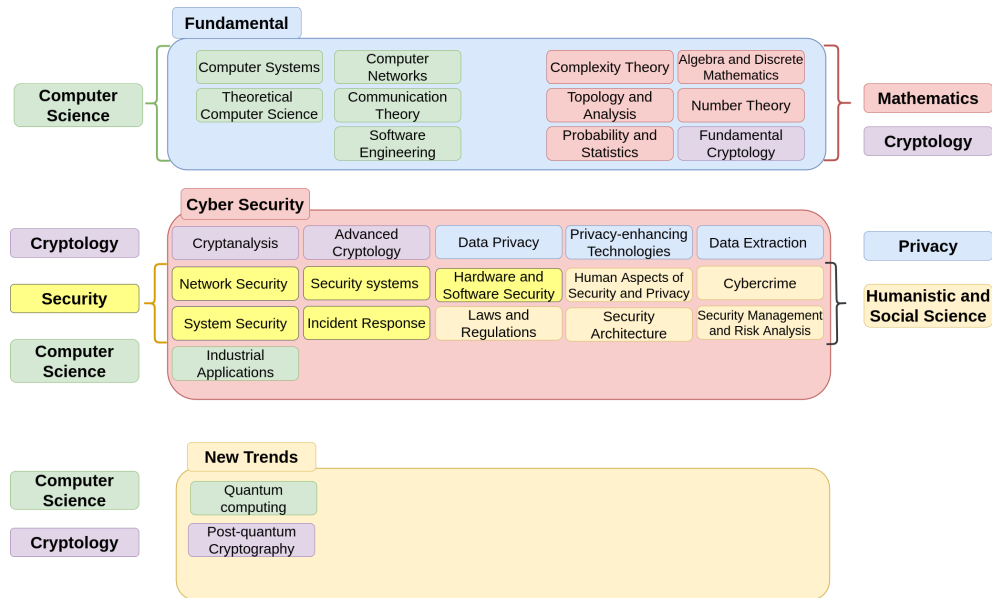 Fundamental
Computer Systems
Computer
Networks
Complexity Theory
Algebra and Discrete
Mathematics
Computer
Science
Theoretical
Computer Science
Communication
Theory
Topology and
Analysis
Number Theory
Mathematics
Software
Engineering
Probability and
Statistics
Fundamental
Cryptology
Cryptology
Cyber Security
Cryptology
Cryptanalysis
Advanced
Cryptology
Data Privacy
Privacy-enhancing
Technologies
Data Extraction
Privacy
Security
Network Security
Security systems
Hardware and
Software Security
Human Aspects of
Security and Privacy
Cybercrime
Humanistic and
Social Science
System Security
Incident Response
Laws and
Regulations
Security
Architecture
Security Management
and Risk Analysis
Computer
Science
Industrial
Applications
New Trends
Computer
Science
Quantum
computing
Cryptology
Post-quantum
Cryptography